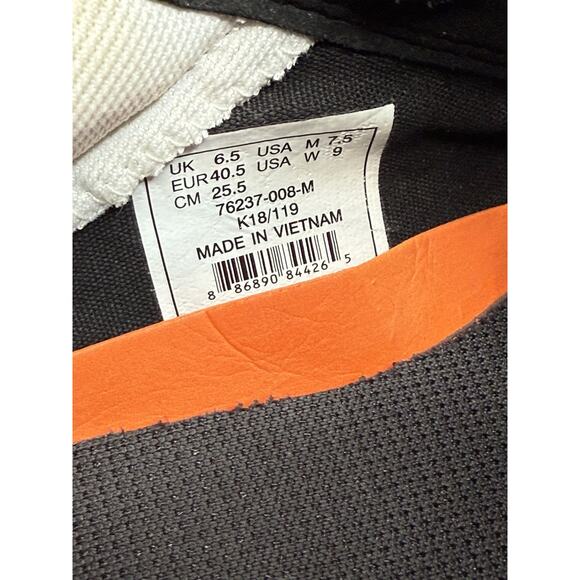 UK 6.5 USA M 7.5
EUR 40.5 USA W 9
CM 25.5
76237-008-M
K18/119
MADE IN VIETNAM
8 86890 84426 5